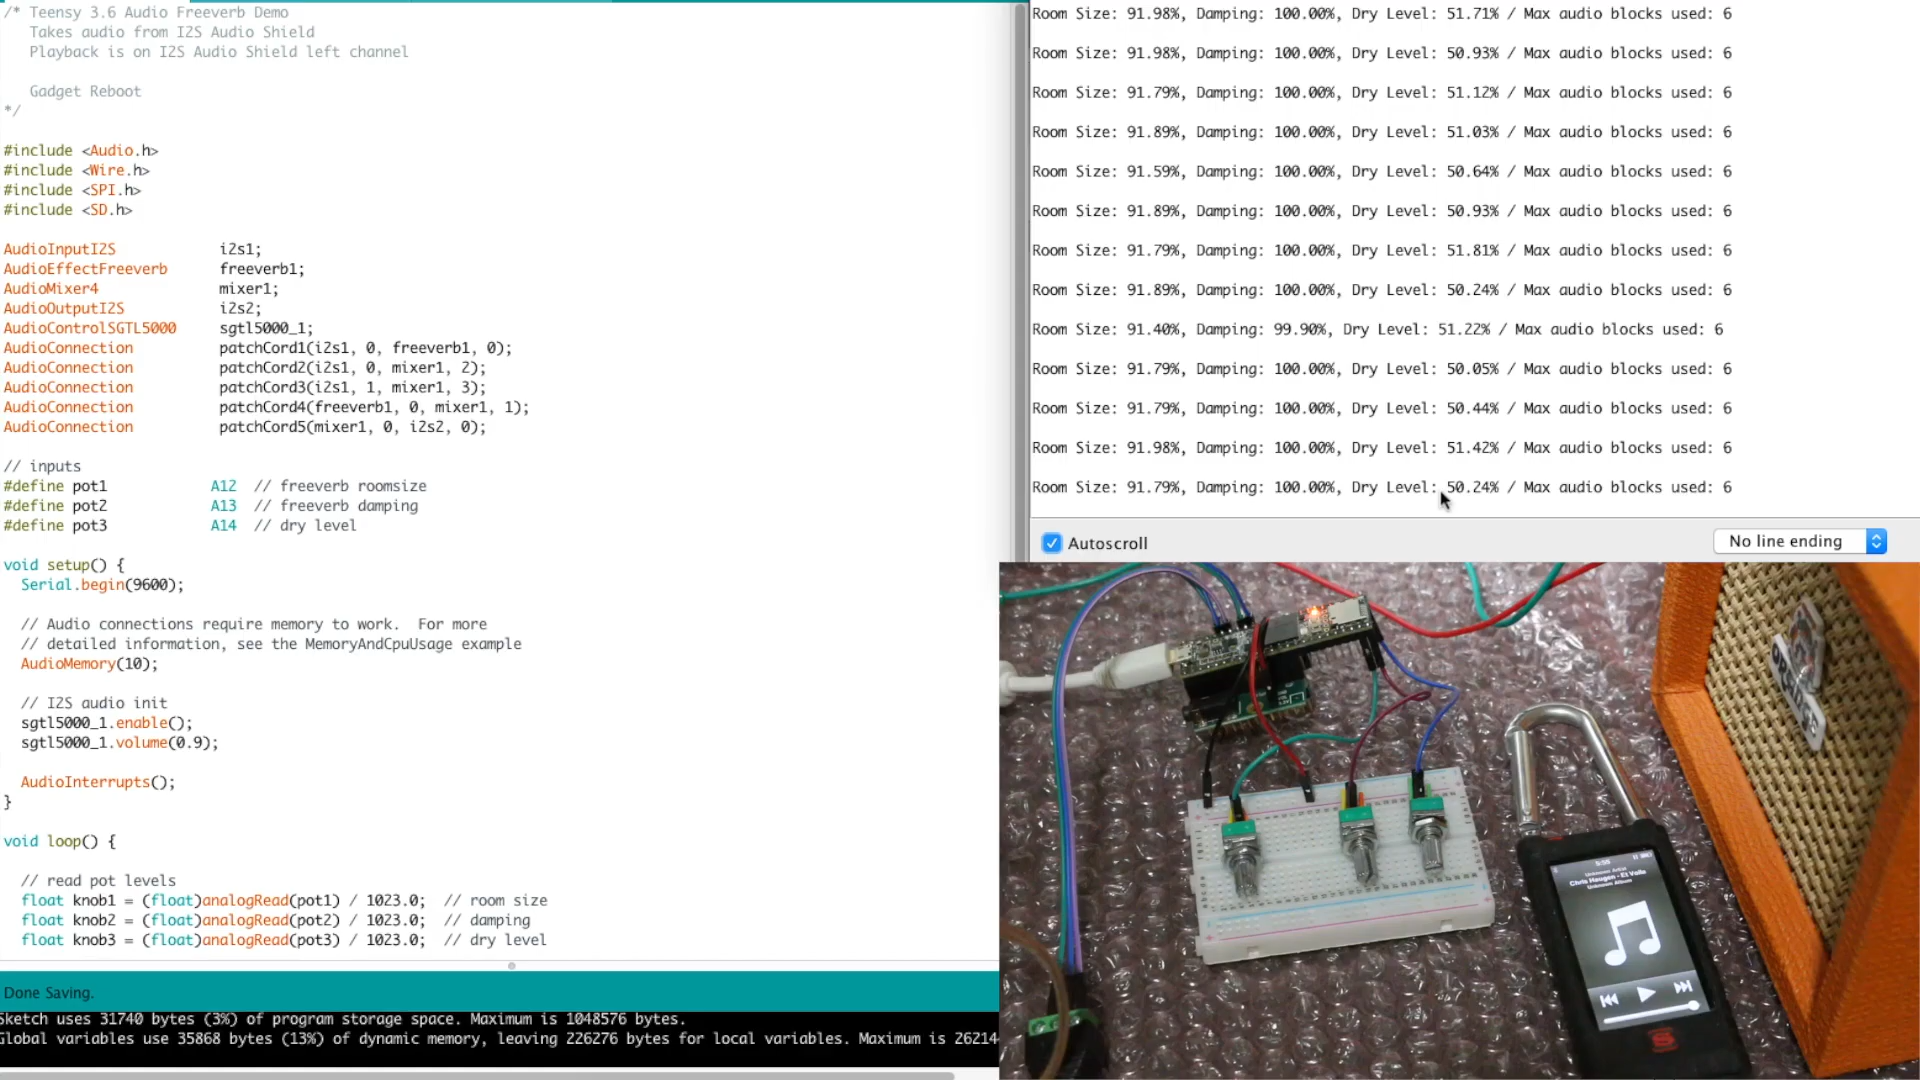 /* Teensy 3.6 Audio Freeverb Demo
Takes audio from I2S Audio Shield
Playback is on I2S Audio Shield left channel
Gadget Reboot
*/
#include <Audio.h>
#include <Wire.h>
#include <SPI.h>
#include <SD.h>
AudioInputI2S i2s1;
AudioEffectFreeverb freeverb1;
AudioMixer4 mixer1;
AudioOutputI2S i2s2;
AudioControlSGTL5000 sgtl5000_1;
AudioConnection patchCord1(i2s1, 0, freeverb1, 0);
AudioConnection patchCord2(i2s1, 0, mixer1, 2);
AudioConnection patchCord3(i2s1, 1, mixer1, 3);
AudioConnection patchCord4(freeverb1, 0, mixer1, 1);
AudioConnection patchCord5(mixer1, 0, i2s2, 0);
// inputs
#define pot1 A12 // freeverb roomsize
#define pot2 A13 // freeverb damping
#define pot3 A14 // dry level
void setup() {
Serial.begin(9600);
// Audio connections require memory to work. For more
// detailed information, see the MemoryAndCpuUsage example
AudioMemory(10);
// I2S audio init
sgtl5000_1.enable();
sgtl5000_1.volume(0.9);
AudioInterrupts();
}
void loop() {
// read pot levels
float knob1 = (float)analogRead(pot1) / 1023.0; // room size
float knob2 = (float)analogRead(pot2) / 1023.0; // damping
float knob3 = (float)analogRead(pot3) / 1023.0; // dry level
Done Saving.
Sketch uses 31740 bytes (3%) of program storage space. Maximum is 1048576 bytes.
Global variables use 35868 bytes (13%) of dynamic memory, leaving 226276 bytes for local variables. Maximum is 26214
Room Size: 91.98%, Damping: 100.00%, Dry Level: 51.71% / Max audio blocks used: 6
Room Size: 91.98%, Damping: 100.00%, Dry Level: 50.93% / Max audio blocks used: 6
Room Size: 91.79%, Damping: 100.00%, Dry Level: 51.12% / Max audio blocks used: 6
Room Size: 91.89%, Damping: 100.00%, Dry Level: 51.03% / Max audio blocks used: 6
Room Size: 91.59%, Damping: 100.00%, Dry Level: 50.64% / Max audio blocks used: 6
Room Size: 91.89%, Damping: 100.00%, Dry Level: 50.93% / Max audio blocks used: 6
Room Size: 91.79%, Damping: 100.00%, Dry Level: 51.81% / Max audio blocks used: 6
Room Size: 91.89%, Damping: 100.00%, Dry Level: 50.24% / Max audio blocks used: 6
Room Size: 91.40%, Damping: 99.90%, Dry Level: 51.22% / Max audio blocks used: 6
Room Size: 91.79%, Damping: 100.00%, Dry Level: 50.05% / Max audio blocks used: 6
Room Size: 91.79%, Damping: 100.00%, Dry Level: 50.44% / Max audio blocks used: 6
Room Size: 91.98%, Damping: 100.00%, Dry Level: 51.42% / Max audio blocks used: 6
Room Size: 91.79%, Damping: 100.00%, Dry Level: 50.24% / Max audio blocks used: 6
Autoscroll
No line ending
5:55
Unknown Artist
Chris Haugen - Et Voila
Unknown Album